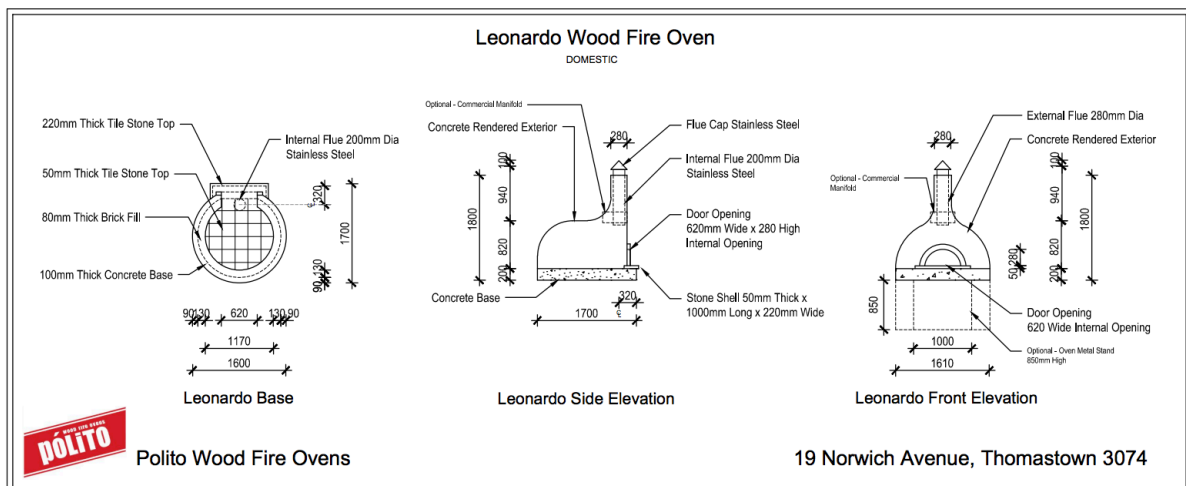 Leonardo Wood Fire Oven
DOMESTIC
220mm Thick Tile Stone Top
50mm Thick Tile Stone Top
80mm Thick Brick Fill
100mm Thick Concrete Base
Internal Flue 200mm Dia
Stainless Steel
320
1700
130
90
90
130
620
130
90
1170
1600
Leonardo Base
Optional - Commercial Manifold
Concrete Rendered Exterior
280
100
940
1800
820
200
Flue Cap Stainless Steel
Internal Flue 200mm Dia
Stainless Steel
Door Opening
620mm Wide x 280 High
Internal Opening
Concrete Base
320
1700
Stone Shell 50mm Thick x
1000mm Long x 220mm Wide
Leonardo Side Elevation
280
External Flue 280mm Dia
Concrete Rendered Exterior
Optional - Commercial
Manifold
100
940
1800
820
200
280
50
850
Door Opening
620 Wide Internal Opening
Optional - Oven Metal Stand
850mm High
1000
1610
Leonardo Front Elevation
WOOD FIRE OVENS
PÓLITO
Polito Wood Fire Ovens
19 Norwich Avenue, Thomastown 3074